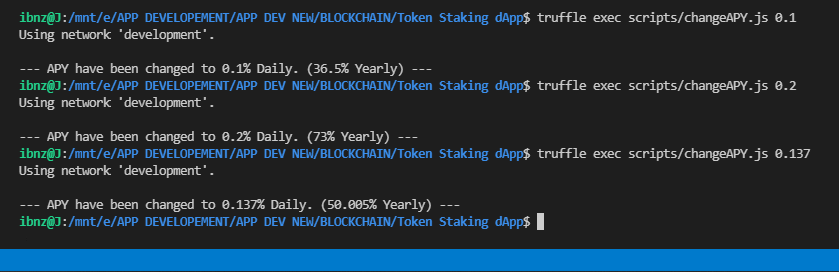 ibnz@J:/mnt/e/APP DEVELOPEMENT/APP DEV NEW/BLOCKCHAIN/Token Staking dApp$ truffle exec scripts/changeAPY.js 0.1
Using network 'development'.
--- APY have been changed to 0.1% Daily. (36.5% Yearly) ---
ibnz@J:/mnt/e/APP DEVELOPEMENT/APP DEV NEW/BLOCKCHAIN/Token Staking dApp$ truffle exec scripts/changeAPY.js 0.2
Using network 'development'.
--- APY have been changed to 0.2% Daily. (73% Yearly) ---
ibnz@J:/mnt/e/APP DEVELOPEMENT/APP DEV NEW/BLOCKCHAIN/Token Staking dApp$ truffle exec scripts/changeAPY.js 0.137
Using network 'development'.
--- APY have been changed to 0.137% Daily. (50.005% Yearly) ---
ibnz@J:/mnt/e/APP DEVELOPEMENT/APP DEV NEW/BLOCKCHAIN/Token Staking dApp$